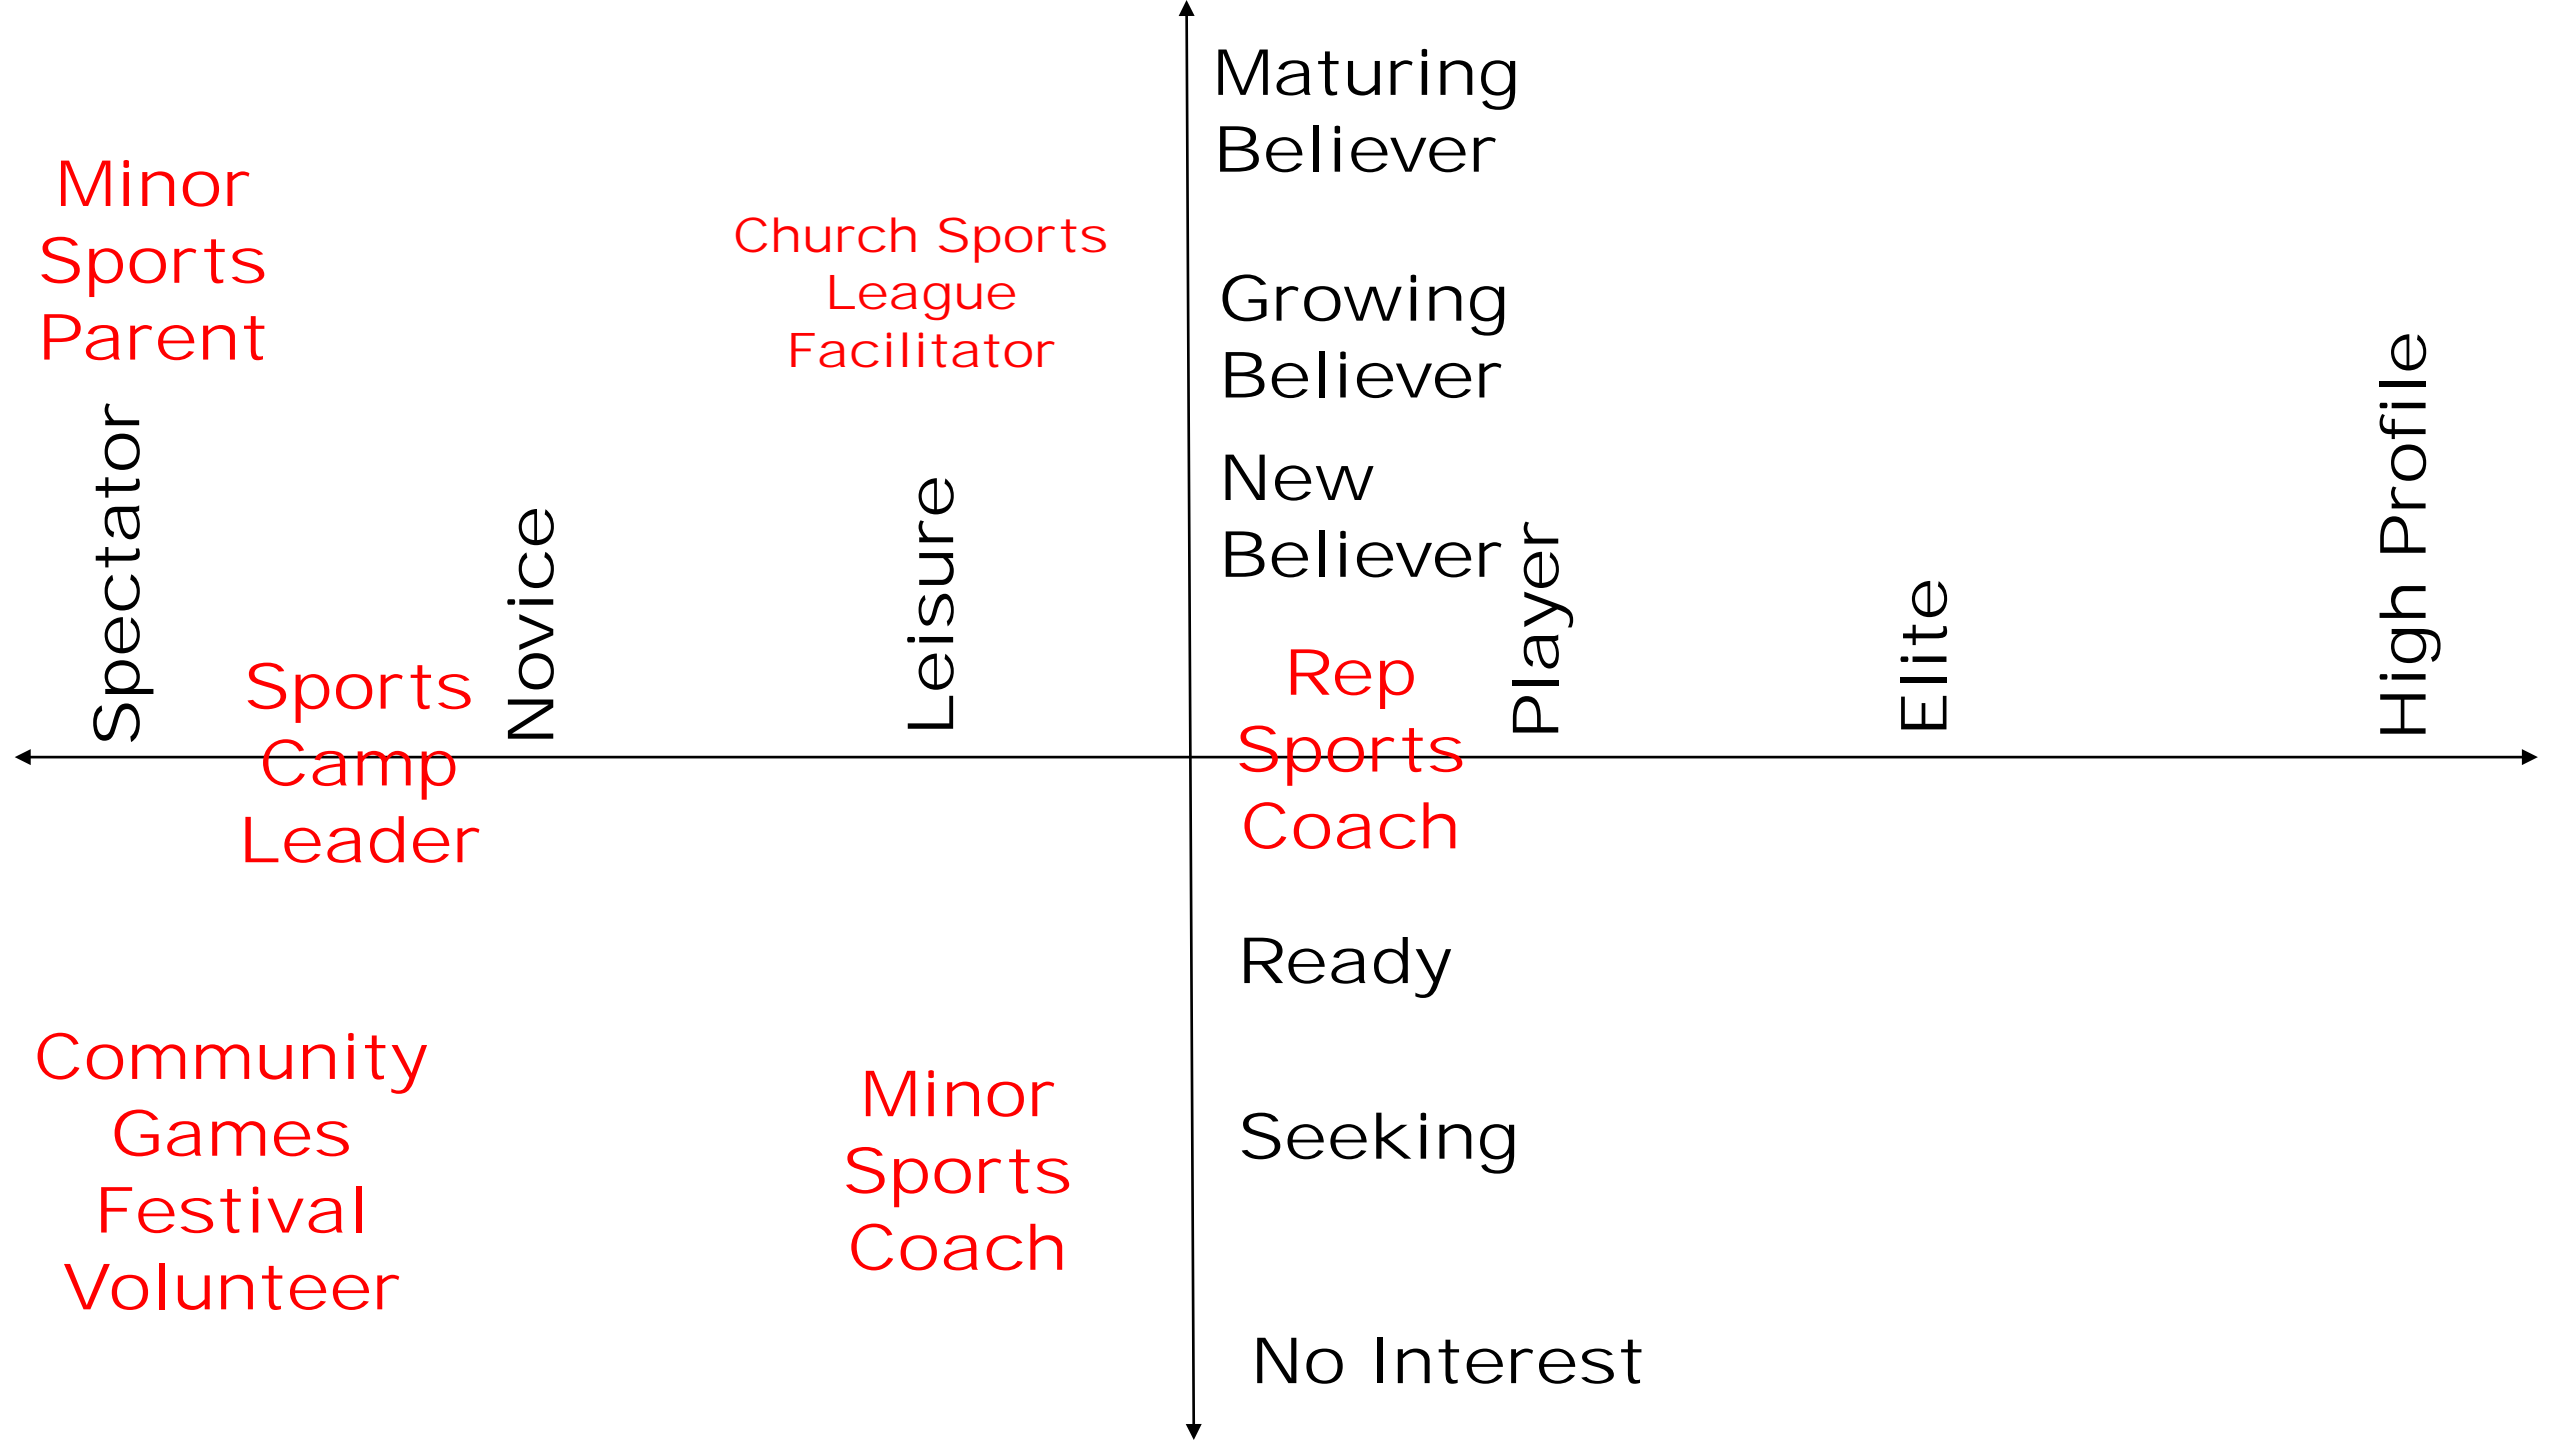 Maturing
Believer
Minor
Sports
Parent
Church Sports
League
Facilitator
Growing
Believer
New
Believer
Spectator
Novice
Leisure
Player
Elite
High Profile
Sports
Camp
Leader
Rep
Sports
Coach
Ready
Community
Games
Festival
Volunteer
Minor
Sports
Coach
Seeking
No Interest